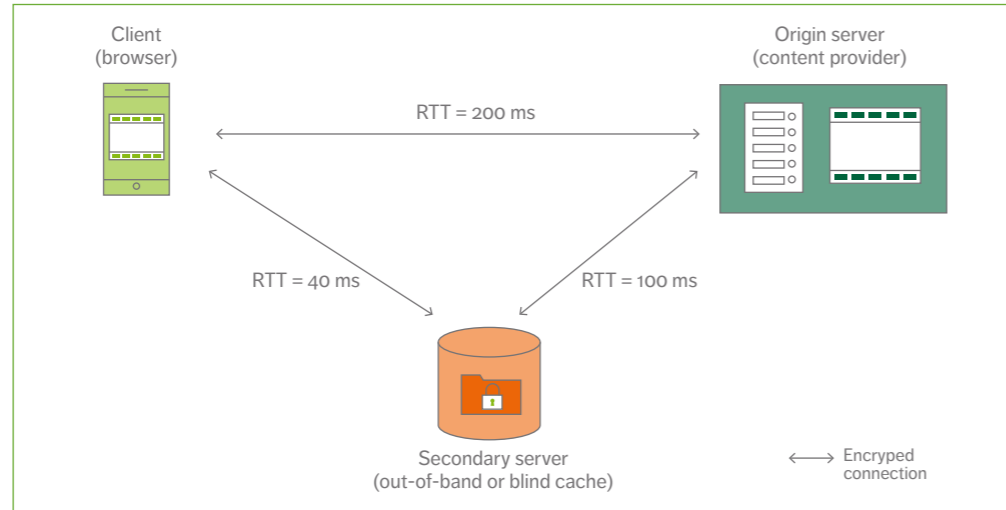 Client
(browser)
Origin server
(content provider)
RTT = 200 ms
RTT = 40 ms
RTT = 100 ms
Secondary server
(out-of-band or blind cache)
Encryped
connection